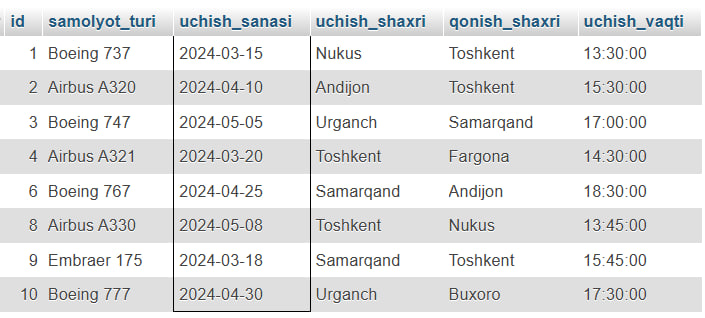 id samolyot_turi uchish_sanasi uchish_shaxri qonish_shaxri uchish_vaqti
1 Boeing 737 2024-03-15 Nukus Toshkent 13:30:00
2 Airbus A320 2024-04-10 Andijon Toshkent 15:30:00
3 Boeing 747 2024-05-05 Urganch Samarqand 17:00:00
4 Airbus A321 2024-03-20 Toshkent Fargona 14:30:00
6 Boeing 767 2024-04-25 Samarqand Andijon 18:30:00
8 Airbus A330 2024-05-08 Toshkent Nukus 13:45:00
9 Embraer 175 2024-03-18 Samarqand Toshkent 15:45:00
10 Boeing 777 2024-04-30 Urganch Buxoro 17:30:00